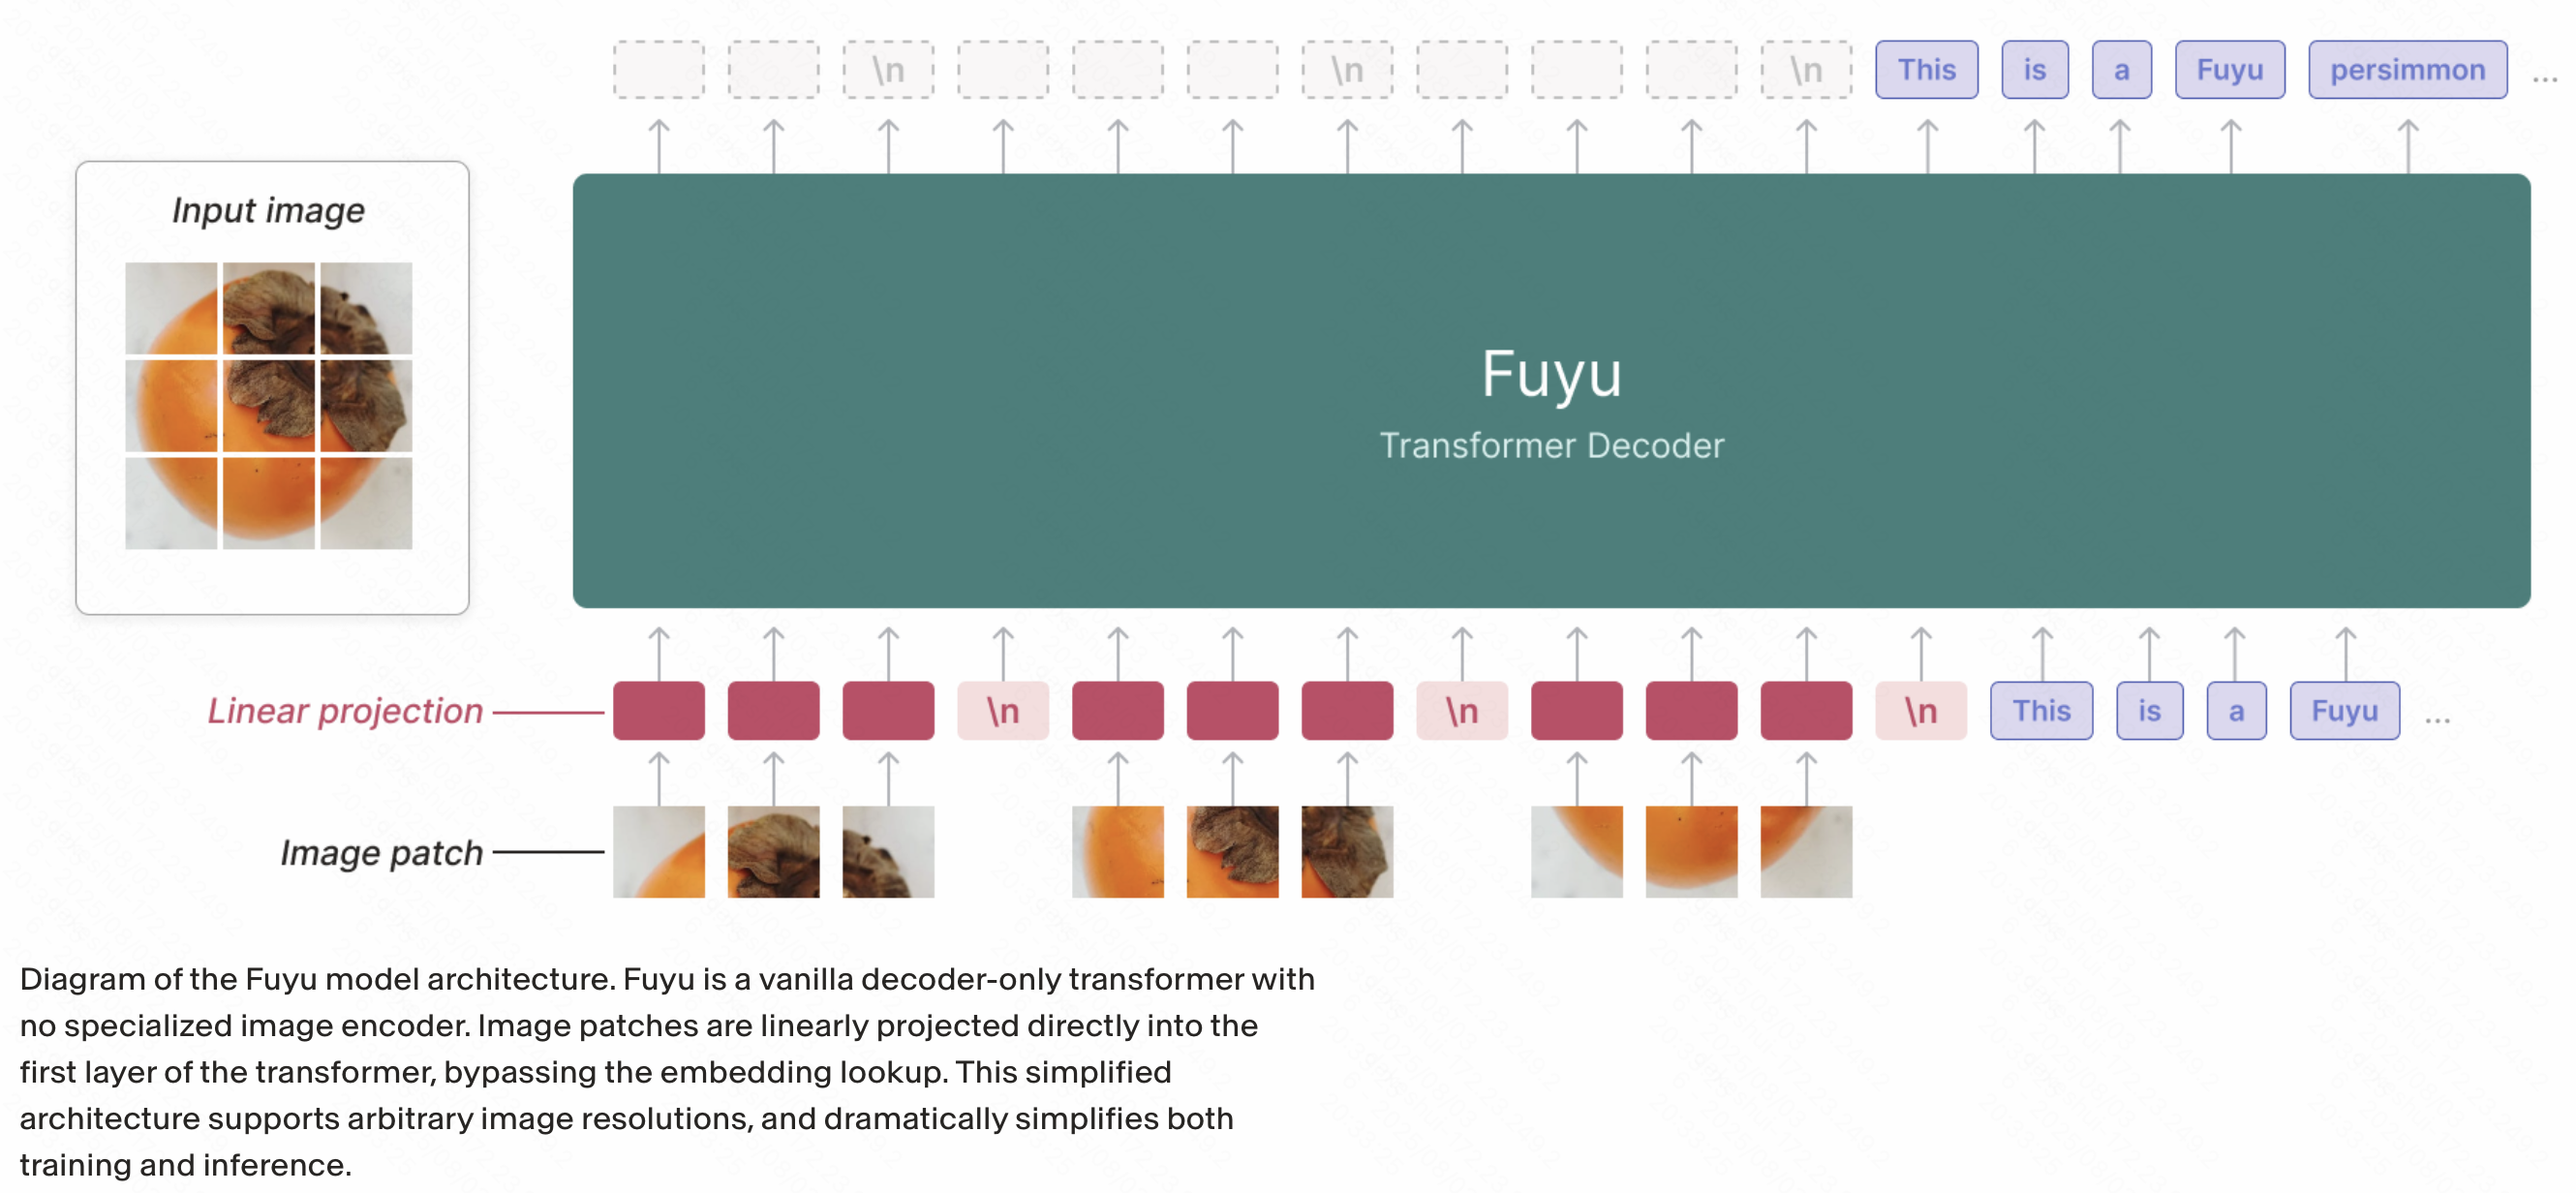 \n \n \n This is a Fuyu persimmon ...
Input image
Fuyu
Transformer Decoder
Linear projection \n \n \n This is a Fuyu ...
Image patch
Diagram of the Fuyu model architecture. Fuyu is a vanilla decoder-only transformer with
no specialized image encoder. Image patches are linearly projected directly into the
first layer of the transformer, bypassing the embedding lookup. This simplified
architecture supports arbitrary image resolutions, and dramatically simplifies both
training and inference.